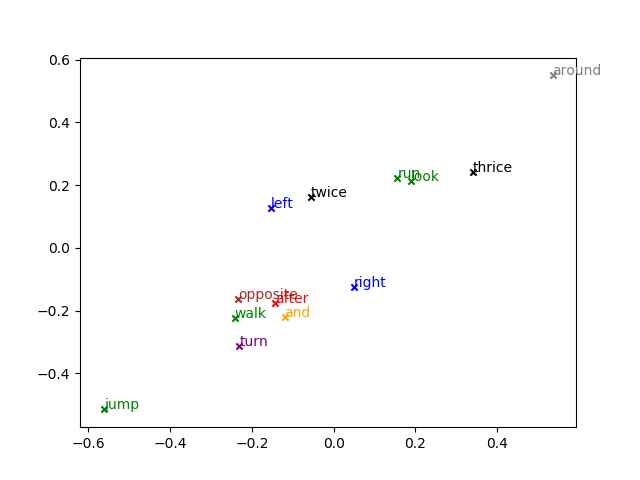 0.6
around
0.4
run
look
thrice
0.2
twice
left
0.0
right
opposite
after
−0.2
walk
and
turn
−0.4
jump
−0.6
−0.4
−0.2
0.0
0.2
0.4